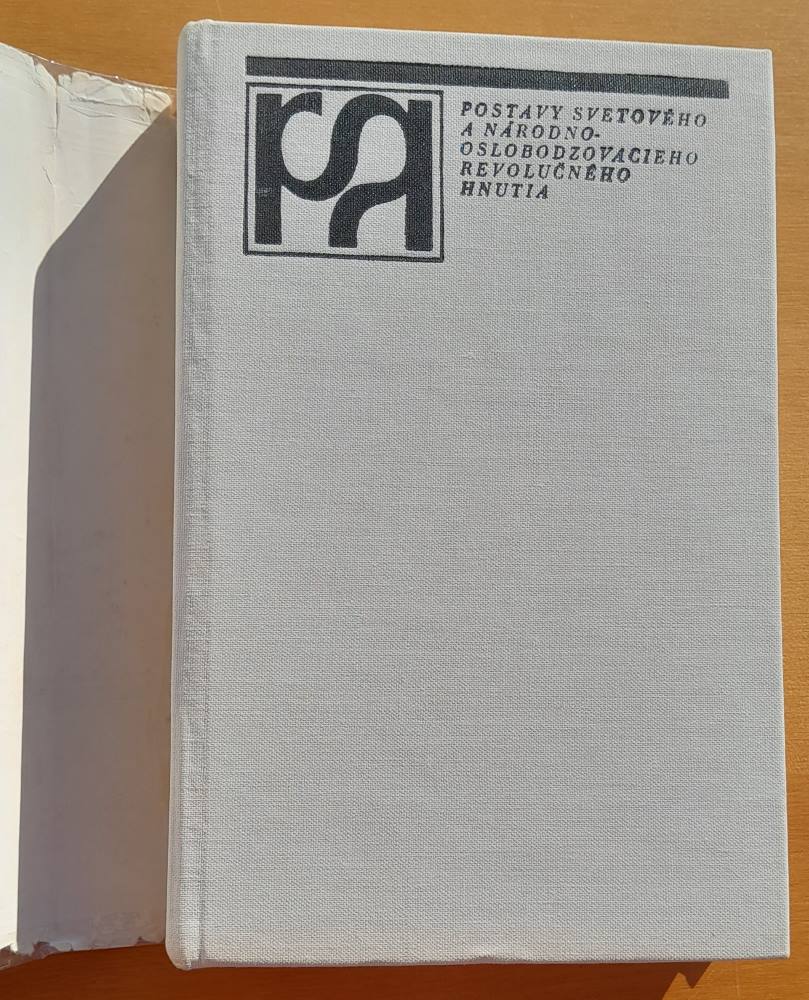 POSTAVY SVETOVÉHO
A NÁRODNO-
OSLOBODZOVACIEHO
REVOLUČNÉHO
HNUTIA